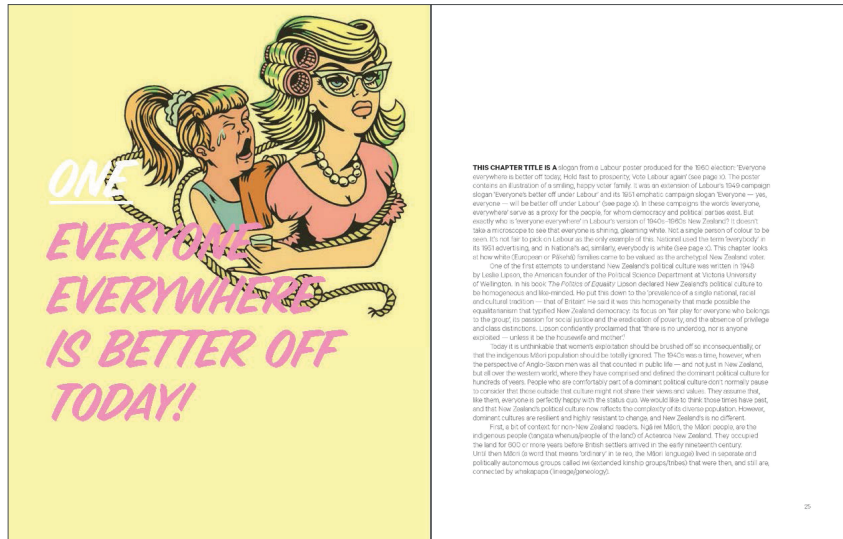 ONE
EVERYONE
EVERYWHERE
IS BETTER OFF
TODAY!
THIS CHAPTER TITLE IS A slogan from a Labour poster produced for the 1960 election: 'Everyone
everywhere is better off today, Hold fast to prosperity, Vote Labour again' (see page x). The poster
contains an illustration of a smiling, happy voter family. It was an extension of Labour's 1949 campaign
slogan 'Everyone's better off under Labour' and its 1951 emphatic campaign slogan 'Everyone — yes,
everyone — will be better off under Labour' (see page x). In these campaigns the words 'everyone,
everywhere' serve as a proxy for the people, for whom democracy and political parties exist. But
exactly who is 'everyone everywhere' in Labour's version of 1940s–1960s New Zealand? It doesn't
take a microscope to see that everyone is shining, gleaming white. Not a single person of colour to be
seen. It's not fair to pick on Labour as the only example of this. National used the term 'everybody' in
its 1951 advertising, and in National's ad, similarly, everybody is white (see page x). This chapter looks
at how white (European or Pākehā) families came to be valued as the archetypal New Zealand voter.
One of the first attempts to understand New Zealand's political culture was written in 1948
by Leslie Lipson, the American founder of the Political Science Department at Victoria University
of Wellington. In his book The Politics of Equality Lipson declared New Zealand's political culture to
be homogeneous and like-minded. He put this down to the 'prevalence of a single national, racial
and cultural tradition — that of Britain'. He said it was this homogeneity that made possible the
equalitarianism that typified New Zealand democracy: its focus on 'fair play for everyone who belongs
to the group', its passion for social justice and the eradication of poverty, and the absence of privilege
and class distinctions. Lipson confidently proclaimed that 'there is no underdog, nor is anyone
exploited — unless it be the housewife and mother'.
Today it is unthinkable that women's exploitation should be brushed off so inconsequentially, or
that the indigenous Māori population should be totally ignored. The 1940s was a time, however, when
the perspective of Anglo-Saxon men was all that counted in public life — and not just in New Zealand,
but all over the western world, where they have comprised and defined the dominant political culture for
hundreds of years. People who are comfortably part of a dominant political culture don't normally pause
to consider that those outside that culture might not share their views and values. They assume that,
like them, everyone is perfectly happy with the status quo. We would like to think those times have past,
and that New Zealand's political culture now reflects the complexity of its diverse population. However,
dominant cultures are resilient and highly resistant to change, and New Zealand's is no different.
First, a bit of context for non-New Zealand readers. Ngā iwi Māori, the Māori people, are the
indigenous people (tangata whenua/people of the land) of Aotearoa New Zealand. They occupied
the land for 600 or more years before British settlers arrived in the early nineteenth century.
Until then Māori (a word that means 'ordinary' in te reo, the Māori language) lived in separate and
politically autonomous groups called iwi (extended kinship groups/tribes) that were then, and still are,
connected by whakapapa (lineage/geneology).
25